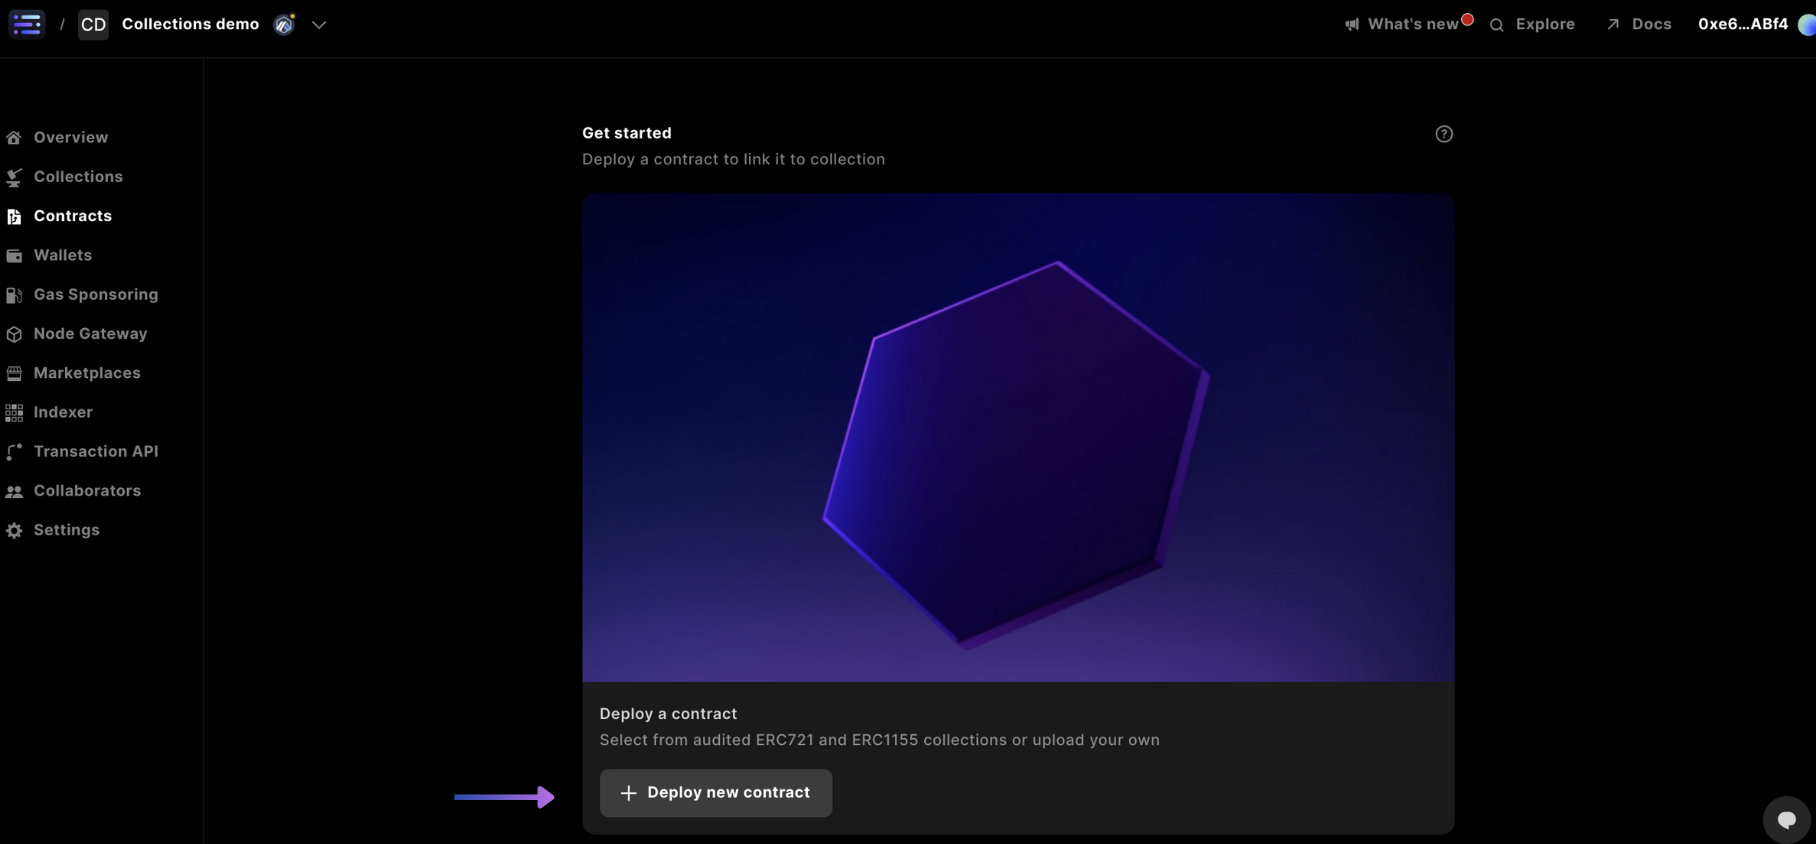 / CD Collections demo
What's new
Explore
Docs
0xe6...ABf4
Overview
Collections
Contracts
Wallets
Gas Sponsoring
Node Gateway
Marketplaces
Indexer
Transaction API
Collaborators
Settings
Get started
?
Deploy a contract to link it to collection
Deploy a contract
Select from audited ERC721 and ERC1155 collections or upload your own
+ Deploy new contract